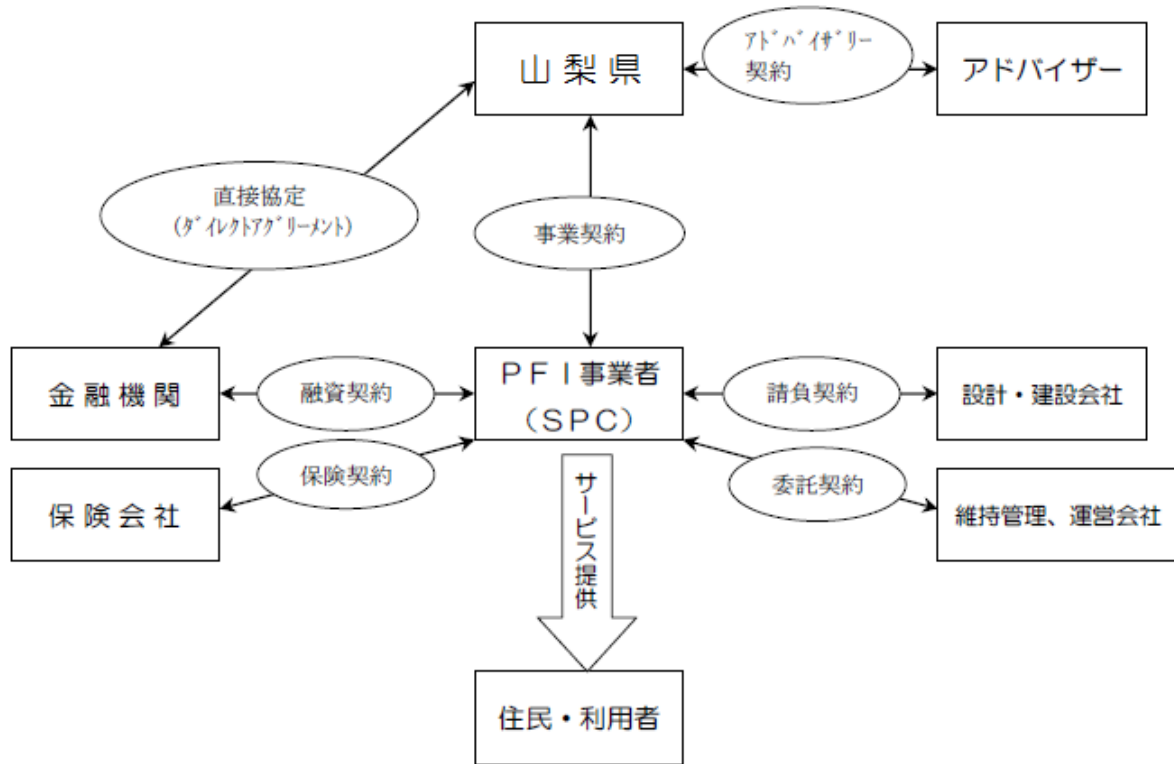 山梨県
ｱﾄﾞﾊﾞｲｻﾞﾘｰ
契約
アドバイザー
直接協定
(ﾀﾞｲﾚｸﾄｱｸﾞﾘｰﾒﾝﾄ)
事業契約
金融機関
融資契約
ＰＦＩ事業者
（ＳＰＣ）
請負契約
設計・建設会社
保険会社
保険契約
委託契約
維持管理、運営会社
サービス提供
住民・利用者